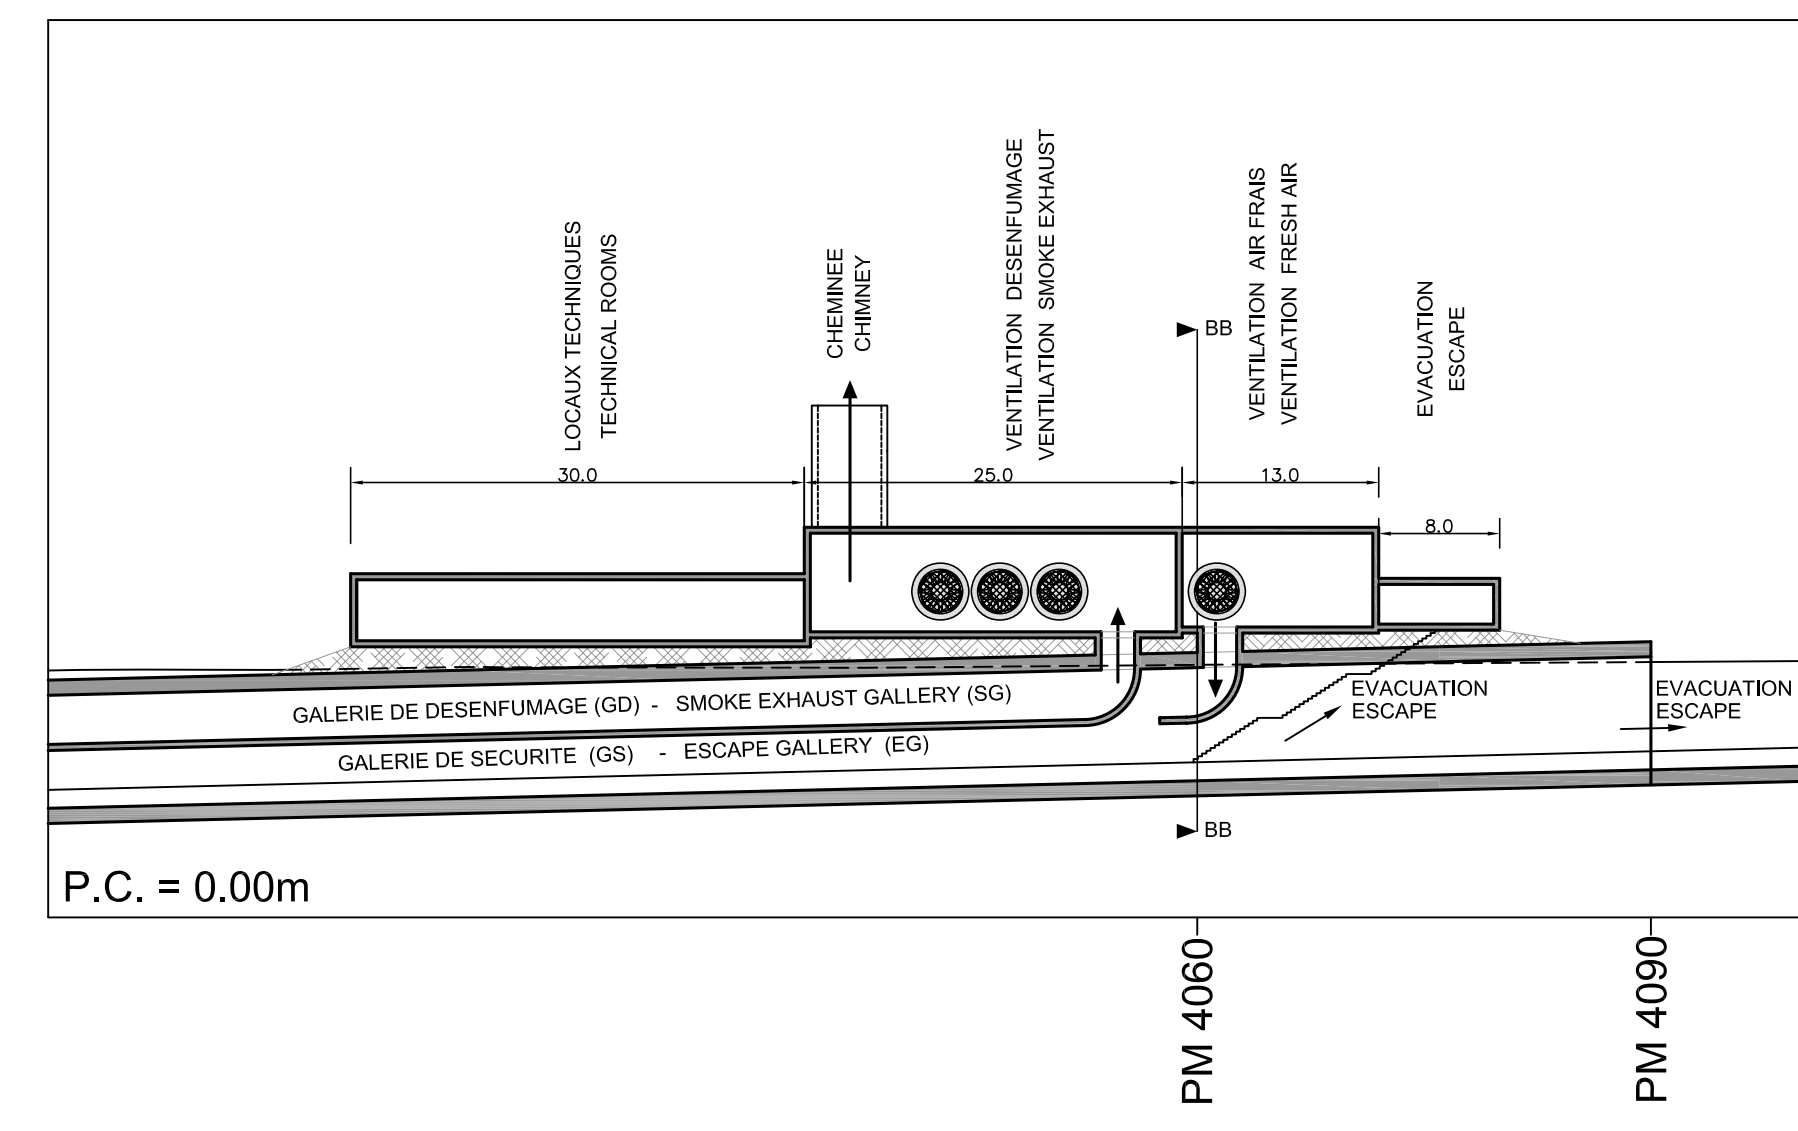 LOCAUX TECHNIQUES
TECHNICAL ROOMS
CHEMINEE
CHIMNEY
VENTILATION DESENFUMAGE
VENTILATION SMOKE EXHAUST
VENTILATION AIR FRAIS
VENTILATION FRESH AIR
EVACUATION
ESCAPE
BB
30.0
25.0
13.0
8.0
GALERIE DE DESENFUMAGE (GD) - SMOKE EXHAUST GALLERY (SG)
GALERIE DE SECURITE (GS) - ESCAPE GALLERY (EG)
EVACUATION
ESCAPE
EVACUATION
ESCAPE
BB
P.C. = 0.00m
PM 4060
PM 4090